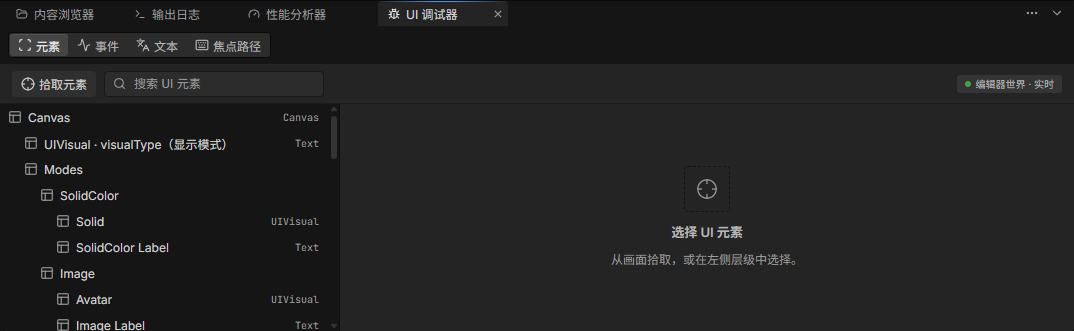 内容浏览器 输出日志 性能分析器 UI 调试器
元素 事件 文本 焦点路径
拾取元素 搜索 UI 元素 编辑器世界 · 实时
Canvas Canvas
UIVisual · visualType（显示模式） Text
Modes
SolidColor
Solid UIVisual
SolidColor Label Text
Image
Avatar UIVisual
Image Label Text
选择 UI 元素
从画面拾取，或在左侧层级中选择。